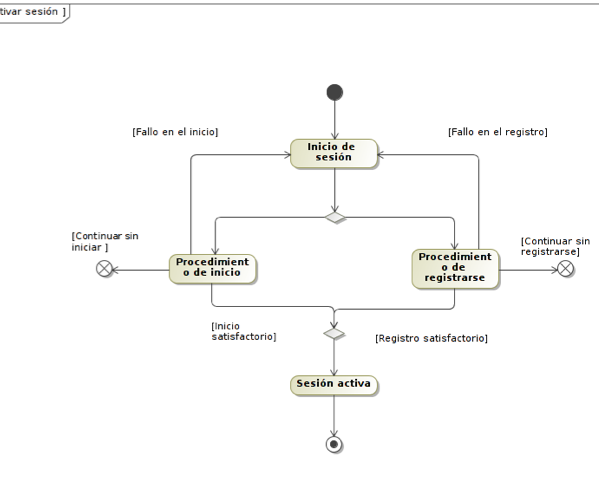 tivar sesión ]
[Fallo en el inicio]
[Fallo en el registro]
Inicio de
sesión
[Continuar sin
iniciar ]
[Continuar sin
registrarse]
Procedimient
o de inicio
Procedimient
o de
registrarse
[Inicio
satisfactorio]
[Registro satisfactorio]
Sesión activa